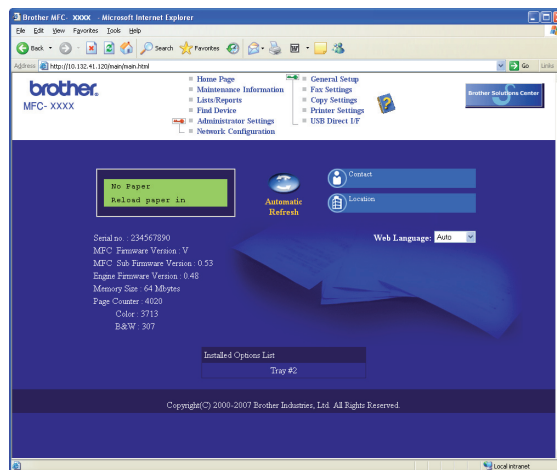 Brother MFC- XXXX - Microsoft Internet Explorer
File Edit View Favorites Tools Help
Back Search Favorites
Address http://10.132.41.120/main/main.html Go Links
brother.
MFC- XXXX
Home Page
Maintenance Information
Lists/Reports
Find Device
Administrator Settings
Network Configuration
General Setup
Fax Settings
Copy Settings
Printer Settings
USB Direct I/F
Brother Solutions Center
No Paper
Reload paper in
Automatic
Refresh
Contact
Location
Web Language: Auto
Serial no. : 234567890
MFC Firmware Version : V
MFC Sub Firmware Version : 0.53
Engine Firmware Version : 0.48
Memory Size : 64 Mbytes
Page Counter : 4020
Color : 3713
B&W : 307
Installed Options List
Tray #2
Copyright(C) 2000-2007 Brother Industries, Ltd. All Rights Reserved.
Local intranet